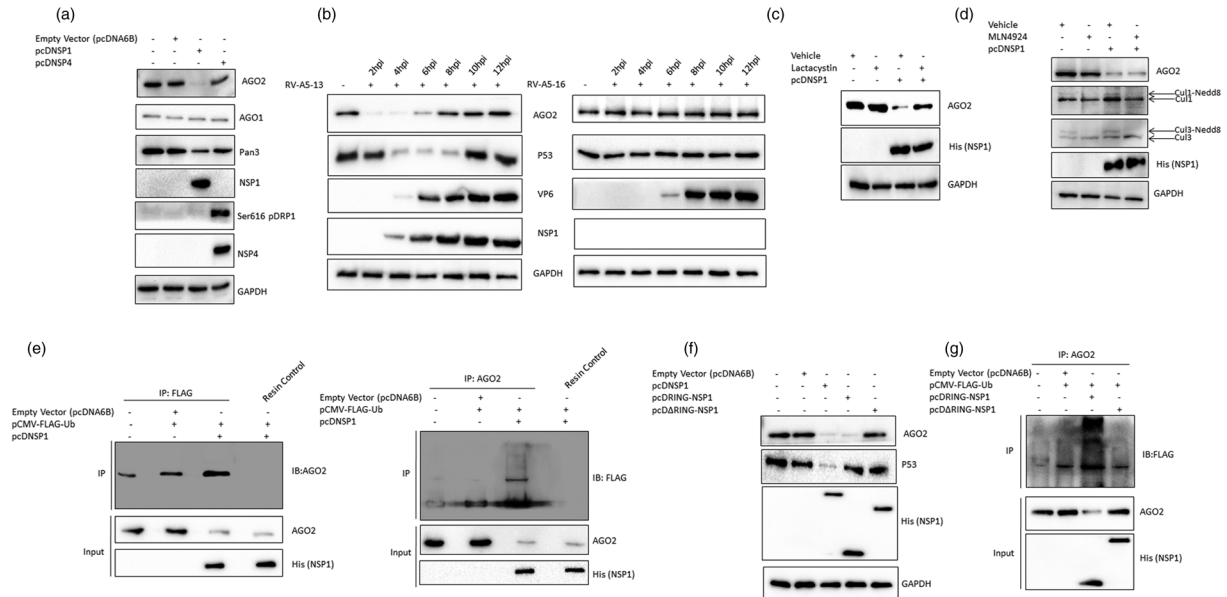 (a)
Empty Vector (pcDNA6B) - + - -
pcDNSP1 - - + -
pcDNSP4 - - - +
AGO2
AGO1
Pan3
NSP1
Ser616 pDRP1
NSP4
GAPDH
(b)
2hpi 4hpi 6hpi 8hpi 10hpi 12hpi
RV-A5-13 - + + + + + +
2hpi 4hpi 6hpi 8hpi 10hpi 12hpi
RV-A5-16 - + + + + + +
AGO2
P53
VP6
NSP1
GAPDH
(c)
Vehicle + - + -
Lactacystin - + - +
pcDNSP1 - - + +
AGO2
His (NSP1)
GAPDH
(d)
Vehicle + - + -
MLN4924 - + - +
pcDNSP1 - - + +
AGO2
Cul1-Nedd8
Cul1
Cul3-Nedd8
Cul3
His (NSP1)
GAPDH
(e)
IP: FLAG
Resin Control
Empty Vector (pcDNA6B) - + - -
pCMV-FLAG-Ub - + + +
pcDNSP1 - - + +
IP
IB:AGO2
Input
AGO2
His (NSP1)
IP: AGO2
Resin Control
Empty Vector (pcDNA6B) - + - -
pCMV-FLAG-Ub - + + +
pcDNSP1 - - + +
IP
IB: FLAG
Input
AGO2
His (NSP1)
(f)
Empty Vector (pcDNA6B) - + - - -
pcDNSP1 - - + - -
pcDRING-NSP1 - - - + -
pcDΔRING-NSP1 - - - - +
AGO2
P53
His (NSP1)
GAPDH
(g)
IP: AGO2
Empty Vector (pcDNA6B) - + - -
pCMV-FLAG-Ub - + + +
pcDRING-NSP1 - - + -
pcDΔRING-NSP1 - - - +
IP
IB:FLAG
Input
AGO2
His (NSP1)